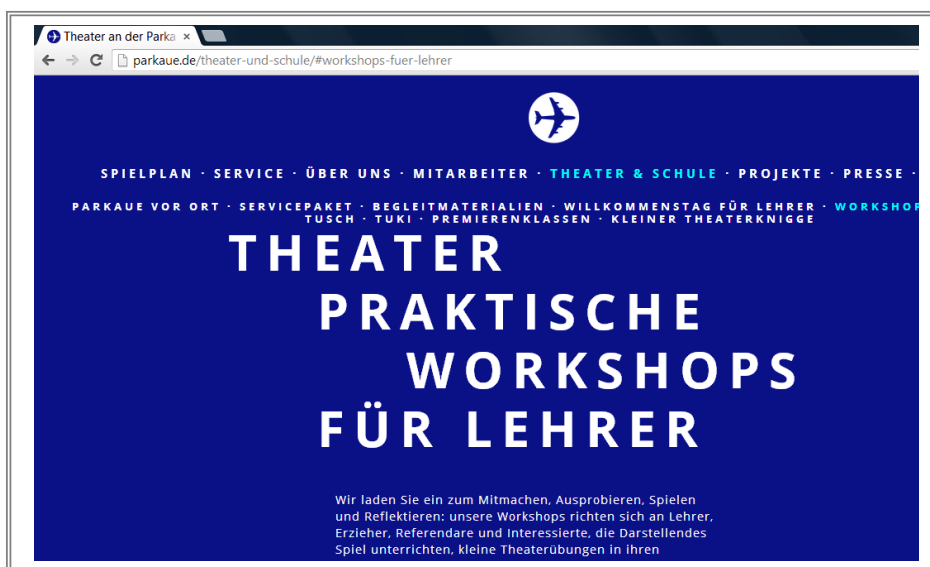 Theater an der Parka ×
parkaue.de/theater-und-schule/#workshops-fuer-lehrer
SPIELPLAN · SERVICE · ÜBER UNS · MITARBEITER · THEATER & SCHULE · PROJEKTE · PRESSE ·
PARKAUE VOR ORT · SERVICEPAKET · BEGLEITMATERIALIEN · WILLKOMMENSTAG FÜR LEHRER · WORKSHOP
TUSCH · TUKI · PREMIERENKLASSEN · KLEINER THEATERKNIGGE
THEATER
PRAKTISCHE
WORKSHOPS
FÜR LEHRER
Wir laden Sie ein zum Mitmachen, Ausprobieren, Spielen
und Reflektieren: unsere Workshops richten sich an Lehrer,
Erzieher, Referendare und Interessierte, die Darstellendes
Spiel unterrichten, kleine Theaterübungen in ihren